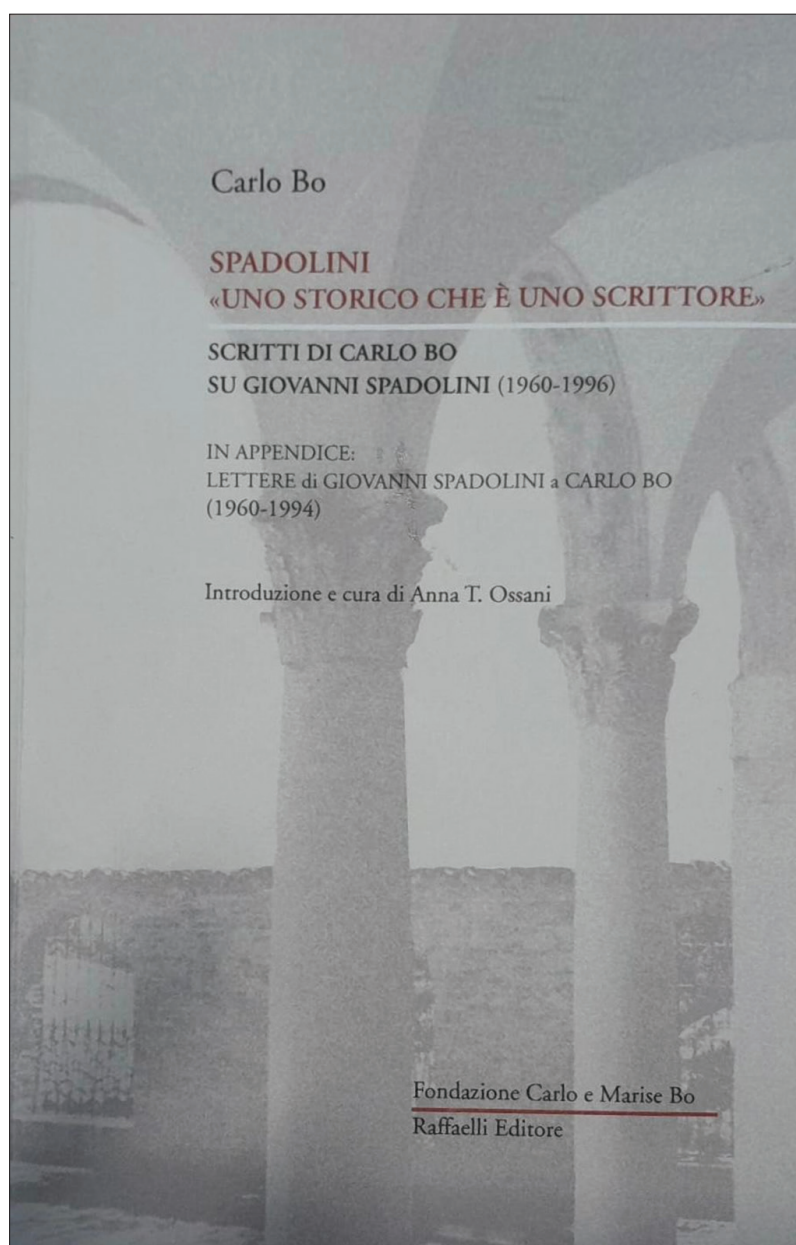 Carlo Bo
SPADOLINI
«UNO STORICO CHE È UNO SCRITTORE»
SCRITTI DI CARLO BO
SU GIOVANNI SPADOLINI (1960-1996)
IN APPENDICE:
LETTERE di GIOVANNI SPADOLINI a CARLO BO
(1960-1994)
Introduzione e cura di Anna T. Ossani
Fondazione Carlo e Marise Bo
Raffaelli Editore